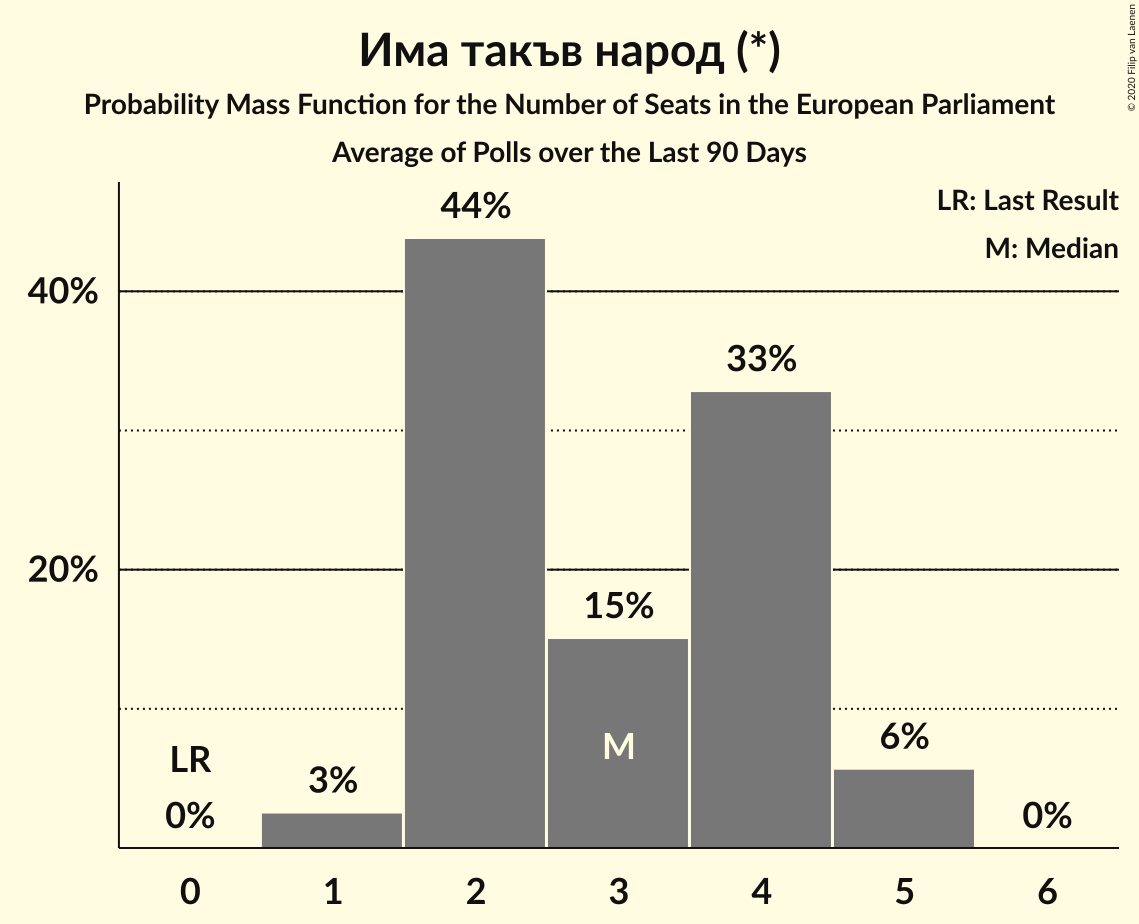 Има такъв народ (*)
Probability Mass Function for the Number of Seats in the European Parliament
Average of Polls over the Last 90 Days
© 2020 Filip van Laenen
LR: Last Result
M: Median
44%
40%
33%
20%
15%
M
6%
LR
3%
0%
0%
0 1 2 3 4 5 6